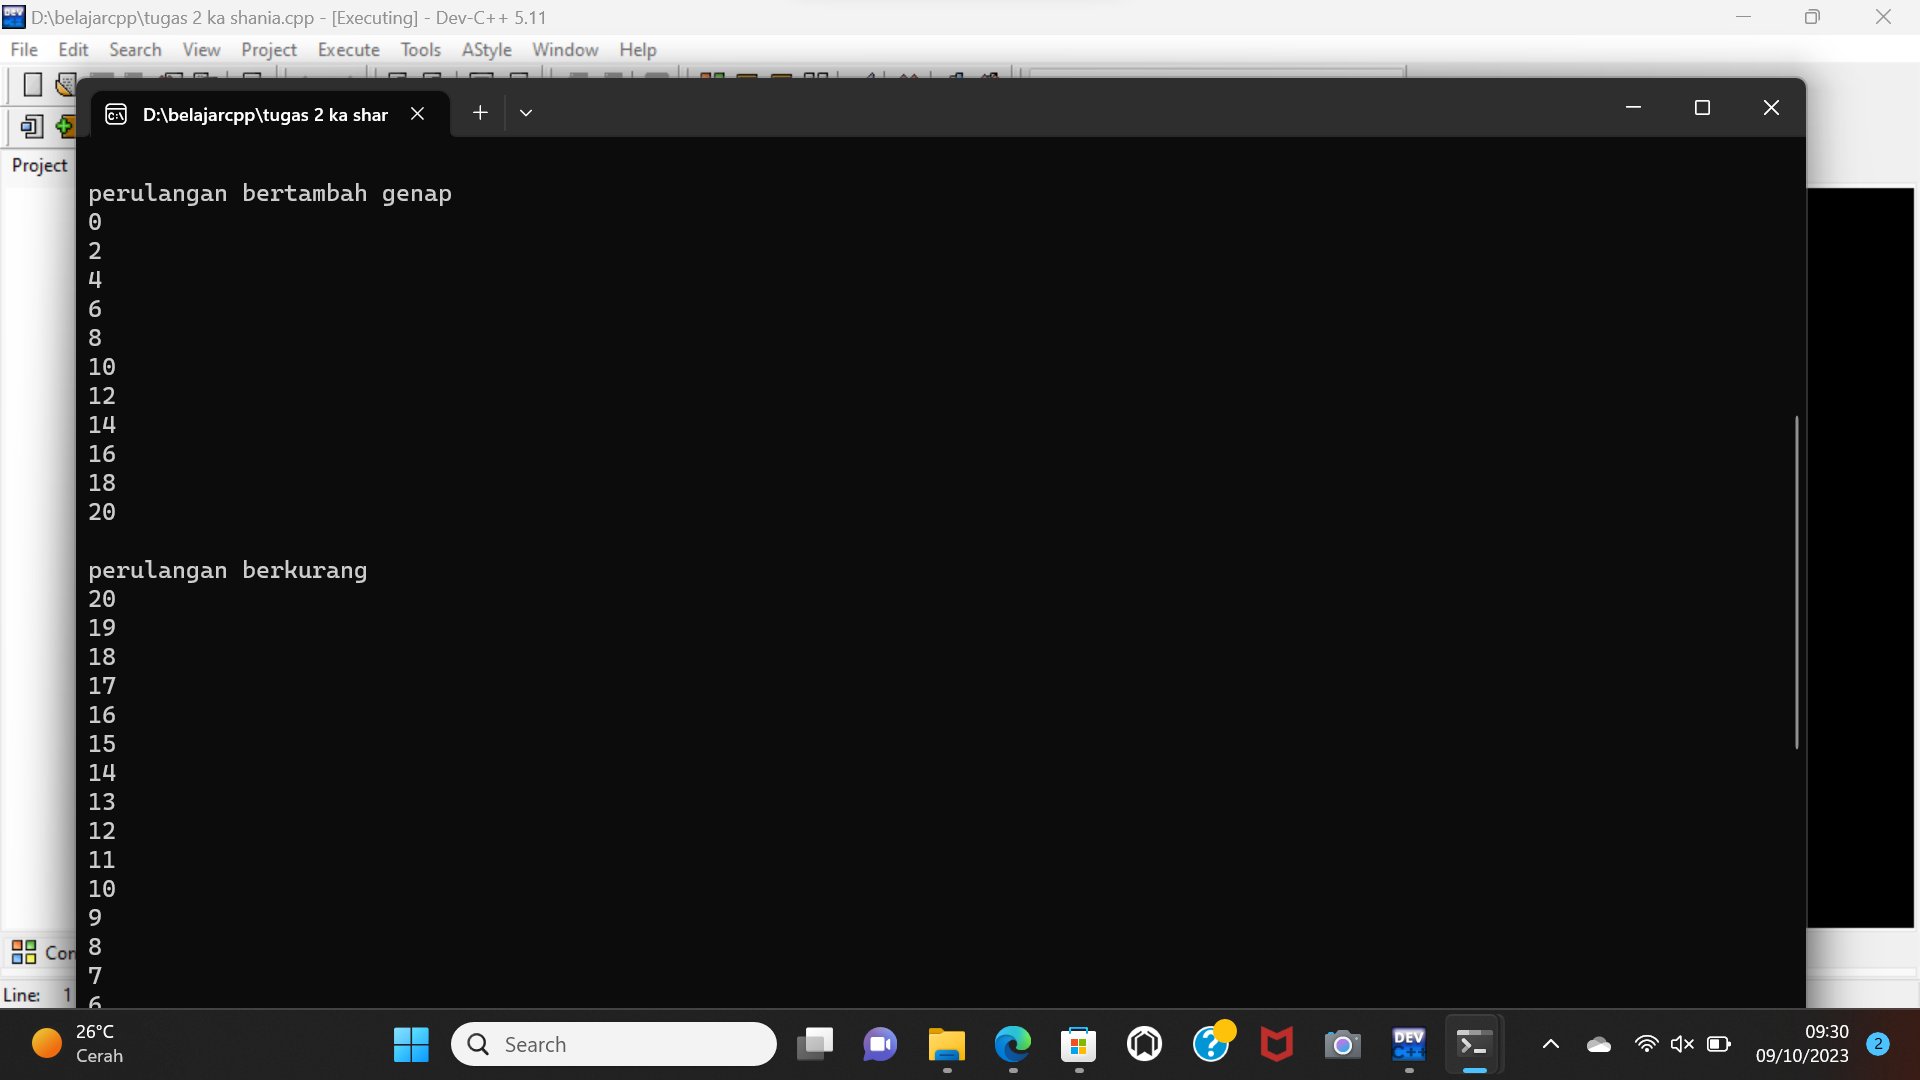 D:\belajarcpp\tugas 2 ka shania.cpp - [Executing] - Dev-C++ 5.11
File Edit Search View Project Execute Tools AStyle Window Help
D:\belajarcpp\tugas 2 ka shar
Project
perulangan bertambah genap
0
2
4
6
8
10
12
14
16
18
20
perulangan berkurang
20
19
18
17
16
15
14
13
12
11
10
9
8
7
6
Com
Line: 1
26°C
Cerah
Search
DEV
C++
09:30
09/10/2023
2